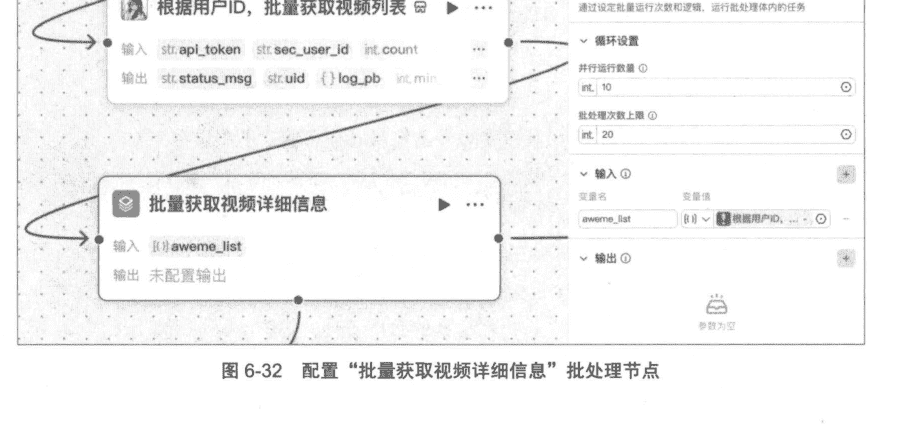 根据用户ID，批量获取视频列表
输入 str. api_token str. sec_user_id int. count
输出 str. status_msg str. uid {} log_pb int. min
批量获取视频详细信息
输入 [{}] aweme_list
输出 未配置输出
通过设定批量运行次数和逻辑，运行批处理体内的任务
循环设置
并行运行数量
int. 10
批处理次数上限
int. 20
输入
变量名 变量值
aweme_list [{}] 根据用户ID，...
输出
参数为空
图 6-32 配置“批量获取视频详细信息”批处理节点